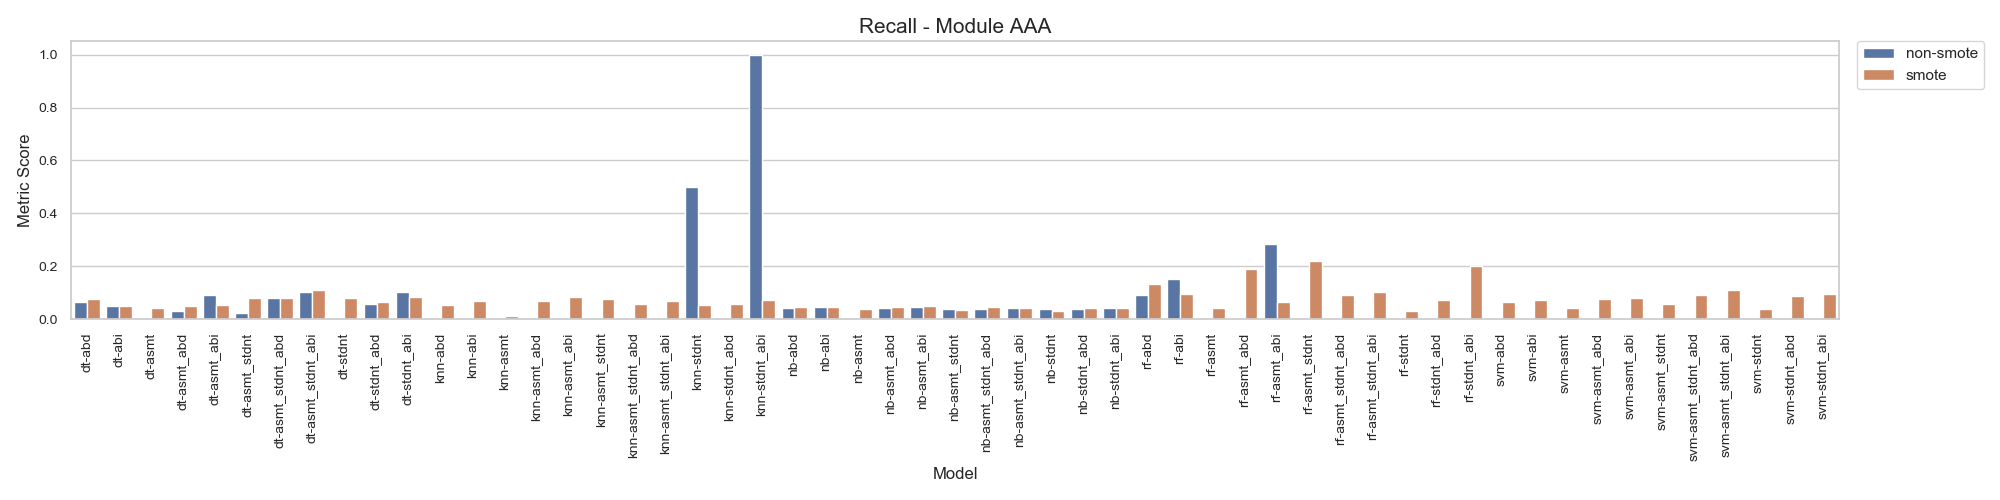 Recall - Module AAA
non-smote
smote
Metric Score
1.0
0.8
0.6
0.4
0.2
0.0
dt-abd
dt-abi
dt-asmt
dt-asmt_abd
dt-asmt_abi
dt-asmt_stdnt
dt-asmt_stdnt_abd
dt-asmt_stdnt_abi
dt-stdnt
dt-stdnt_abd
dt-stdnt_abi
knn-abd
knn-abi
knn-asmt
knn-asmt_abd
knn-asmt_abi
knn-asmt_stdnt
knn-asmt_stdnt_abd
knn-asmt_stdnt_abi
knn-stdnt
knn-stdnt_abd
knn-stdnt_abi
nb-abd
nb-abi
nb-asmt
nb-asmt_abd
nb-asmt_abi
nb-asmt_stdnt
nb-asmt_stdnt_abd
nb-asmt_stdnt_abi
nb-stdnt
nb-stdnt_abd
nb-stdnt_abi
rf-abd
rf-abi
rf-asmt
rf-asmt_abd
rf-asmt_abi
rf-asmt_stdnt
rf-asmt_stdnt_abd
rf-asmt_stdnt_abi
rf-stdnt
rf-stdnt_abd
rf-stdnt_abi
svm-abd
svm-abi
svm-asmt
svm-asmt_abd
svm-asmt_abi
svm-asmt_stdnt
svm-asmt_stdnt_abd
svm-asmt_stdnt_abi
svm-stdnt
svm-stdnt_abd
svm-stdnt_abi
Model